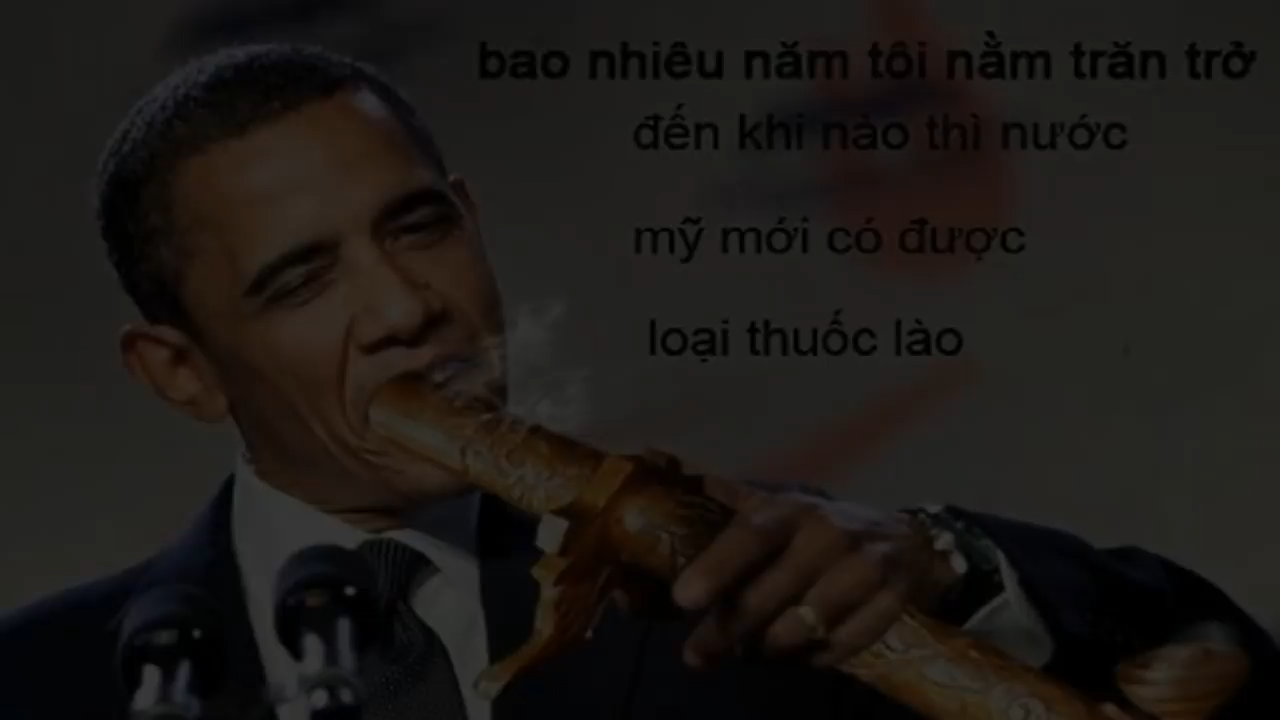 bao nhiêu năm tôi nằm trăn trở
đến khi nào thì nước
mỹ mới có được
loại thuốc lào